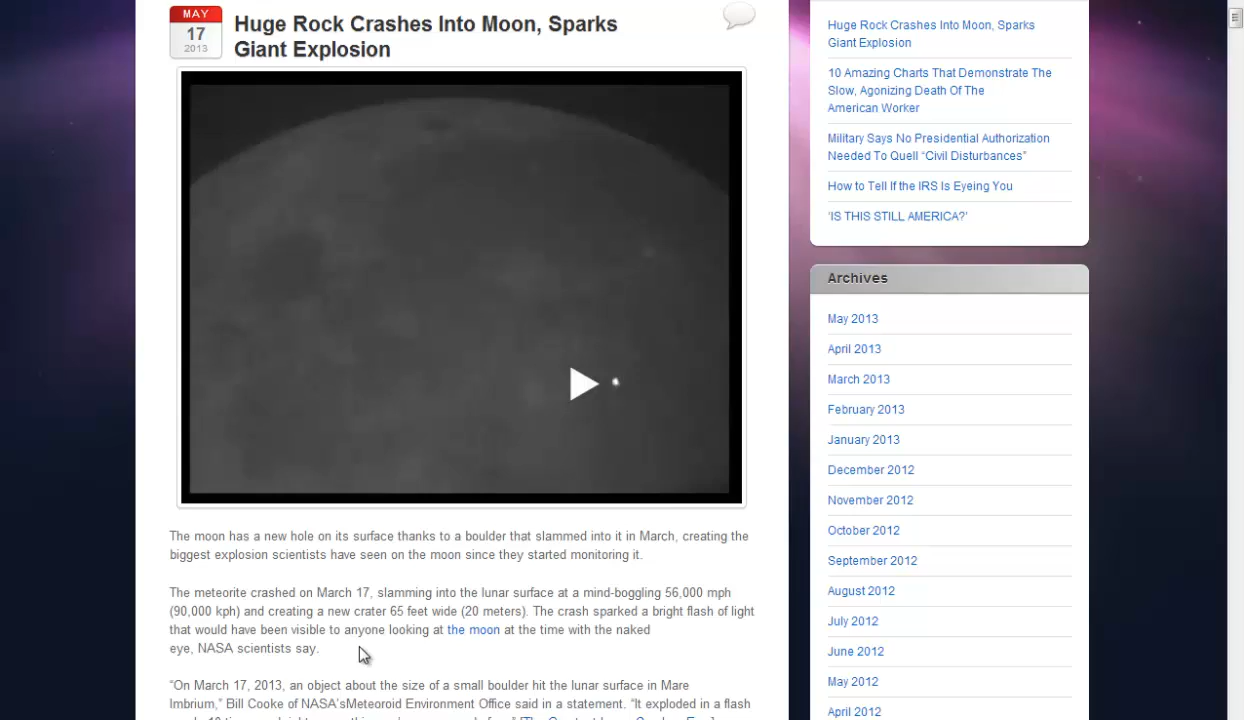 MAY
17
2013
Huge Rock Crashes Into Moon, Sparks
Giant Explosion
The moon has a new hole on its surface thanks to a boulder that slammed into it in March, creating the
biggest explosion scientists have seen on the moon since they started monitoring it.
The meteorite crashed on March 17, slamming into the lunar surface at a mind-boggling 56,000 mph
(90,000 kph) and creating a new crater 65 feet wide (20 meters). The crash sparked a bright flash of light
that would have been visible to anyone looking at the moon at the time with the naked
eye, NASA scientists say.
“On March 17, 2013, an object about the size of a small boulder hit the lunar surface in Mare
Imbrium,” Bill Cooke of NASA'sMeteoroid Environment Office said in a statement. “It exploded in a flash
Huge Rock Crashes Into Moon, Sparks
Giant Explosion
10 Amazing Charts That Demonstrate The
Slow, Agonizing Death Of The
American Worker
Military Says No Presidential Authorization
Needed To Quell “Civil Disturbances”
How to Tell If the IRS Is Eyeing You
'IS THIS STILL AMERICA?'
Archives
May 2013
April 2013
March 2013
February 2013
January 2013
December 2012
November 2012
October 2012
September 2012
August 2012
July 2012
June 2012
May 2012
April 2012